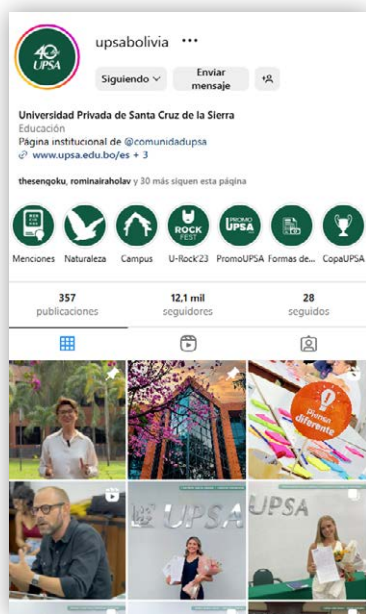 upsabolivia ...
40
UPSA
Siguiendo
Enviar
mensaje
Universidad Privada de Santa Cruz de la Sierra
Educación
Página institucional de @comunidadupsa
www.upsa.edu.bo/es + 3
thesengoku, rominairaholav y 30 más siguen esta página
ROCK
FEST
PROMO
UPSA
Menciones Naturaleza Campus U-Rock'23 PromoUPSA Formas de... CopaUPSA
357 12,1 mil 28
publicaciones seguidores seguidos
Piensa
diferente
UPSA UPSA